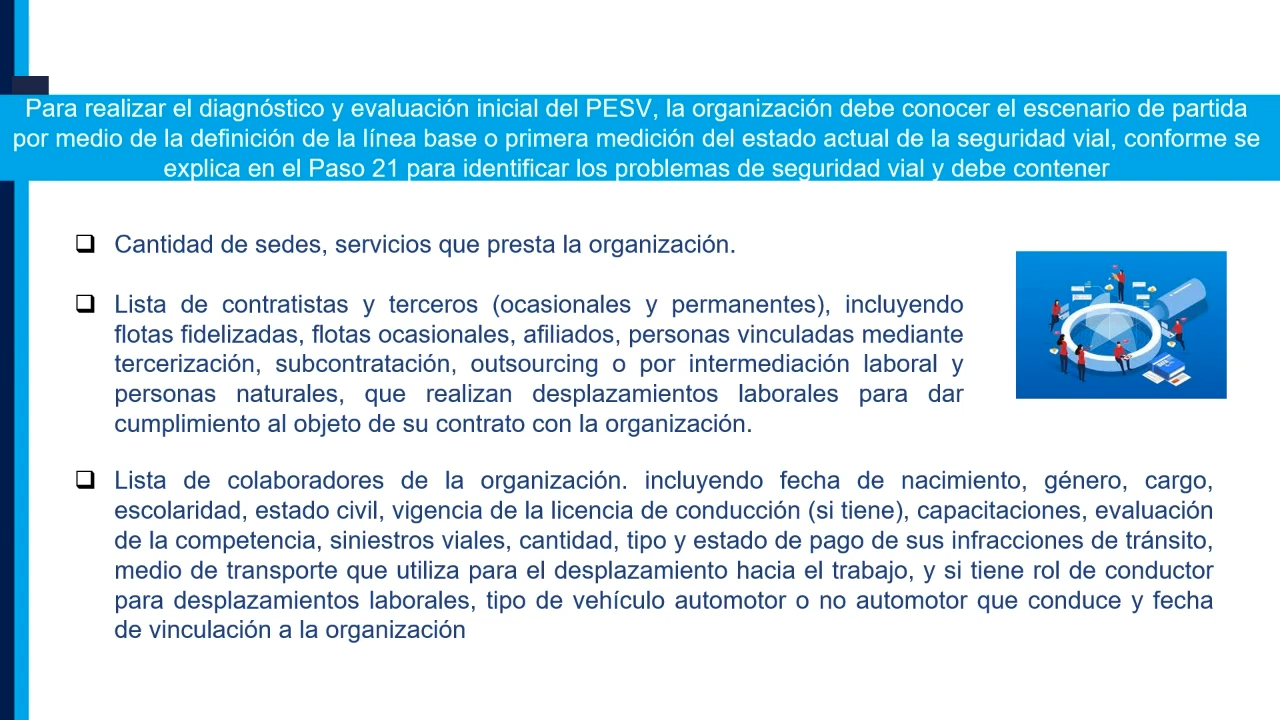 Para realizar el diagnóstico y evaluación inicial del PESV, la organización debe conocer el escenario de partida
por medio de la definición de la línea base o primera medición del estado actual de la seguridad vial, conforme se
explica en el Paso 21 para identificar los problemas de seguridad vial y debe contener
Cantidad de sedes, servicios que presta la organización.
Lista de contratistas y terceros (ocasionales y permanentes), incluyendo
flotas fidelizadas, flotas ocasionales, afiliados, personas vinculadas mediante
tercerización, subcontratación, outsourcing o por intermediación laboral y
personas naturales, que realizan desplazamientos laborales para dar
cumplimiento al objeto de su contrato con la organización.
Lista de colaboradores de la organización. incluyendo fecha de nacimiento, género, cargo,
escolaridad, estado civil, vigencia de la licencia de conducción (si tiene), capacitaciones, evaluación
de la competencia, siniestros viales, cantidad, tipo y estado de pago de sus infracciones de tránsito,
medio de transporte que utiliza para el desplazamiento hacia el trabajo, y si tiene rol de conductor
para desplazamientos laborales, tipo de vehículo automotor o no automotor que conduce y fecha
de vinculación a la organización